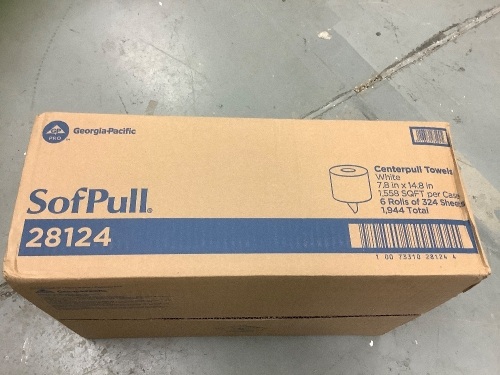 GP
PRO
Georgia-Pacific
SofPull®
28124
Centerpull Towels
White
7.8 in x 14.8 in
1,558 SQFT per Case
6 Rolls of 324 Sheets
1,944 Total
1 00 73310 28124 4